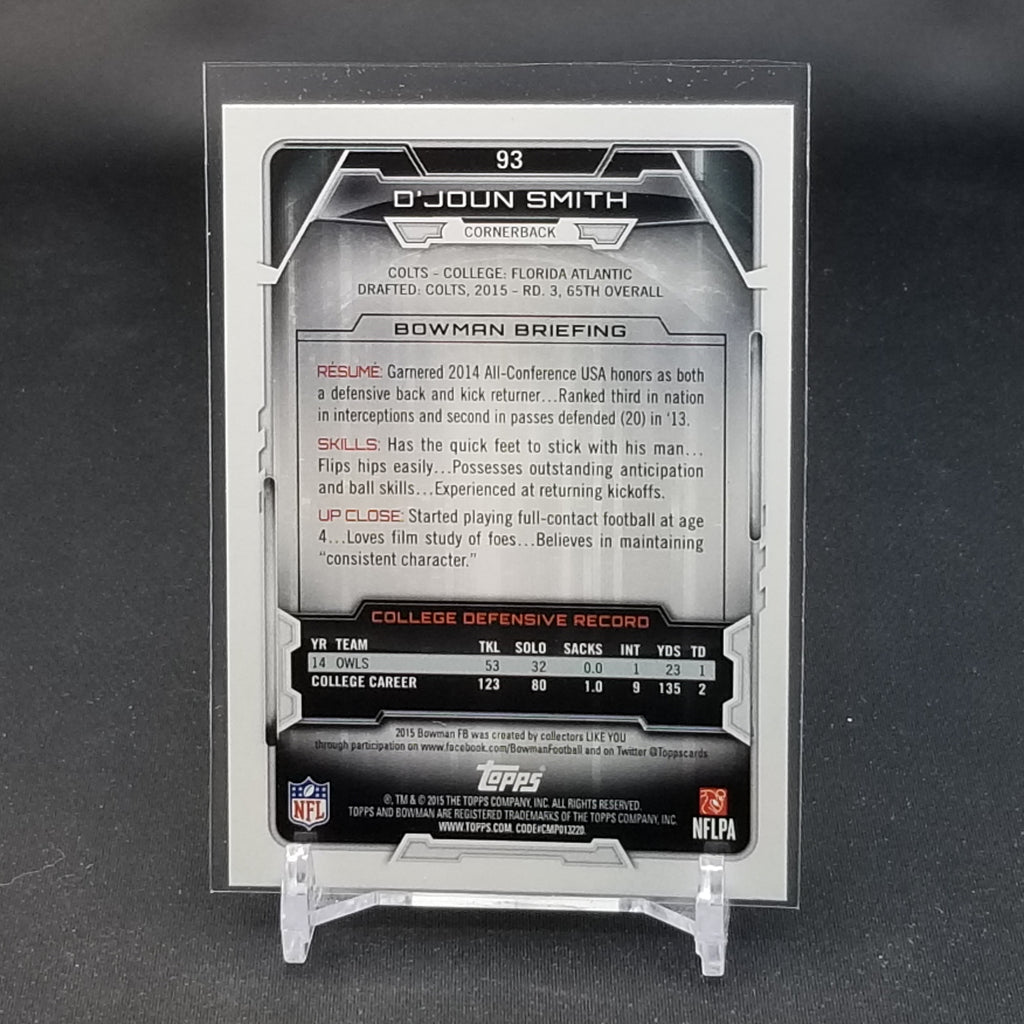 93
D'JOUN SMITH
CORNERBACK
COLTS - COLLEGE: FLORIDA ATLANTIC
DRAFTED: COLTS, 2015 - RD. 3, 65TH OVERALL
BOWMAN BRIEFING
RÉSUMÉ: Garnered 2014 All-Conference USA honors as both
a defensive back and kick returner...Ranked third in nation
in interceptions and second in passes defended (20) in '13.
SKILLS: Has the quick feet to stick with his man...
Flips hips easily...Possesses outstanding anticipation
and ball skills...Experienced at returning kickoffs.
UP CLOSE: Started playing full-contact football at age
4...Loves film study of foes...Believes in maintaining
"consistent character."
COLLEGE DEFENSIVE RECORD
YR TEAM TKL SOLO SACKS INT YDS TD
14 OWLS 53 32 0.0 1 23 1
COLLEGE CAREER 123 80 1.0 9 135 2
2015 Bowman FB was created by collectors LIKE YOU
through participation on www.facebook.com/BowmanFootball and on Twitter @Toppscards
Topps
NFL
®, TM & © 2015 THE TOPPS COMPANY, INC. ALL RIGHTS RESERVED.
TOPPS AND BOWMAN ARE REGISTERED TRADEMARKS OF THE TOPPS COMPANY, INC.
WWW.TOPPS.COM. CODE#CMP013220.
NFLPA